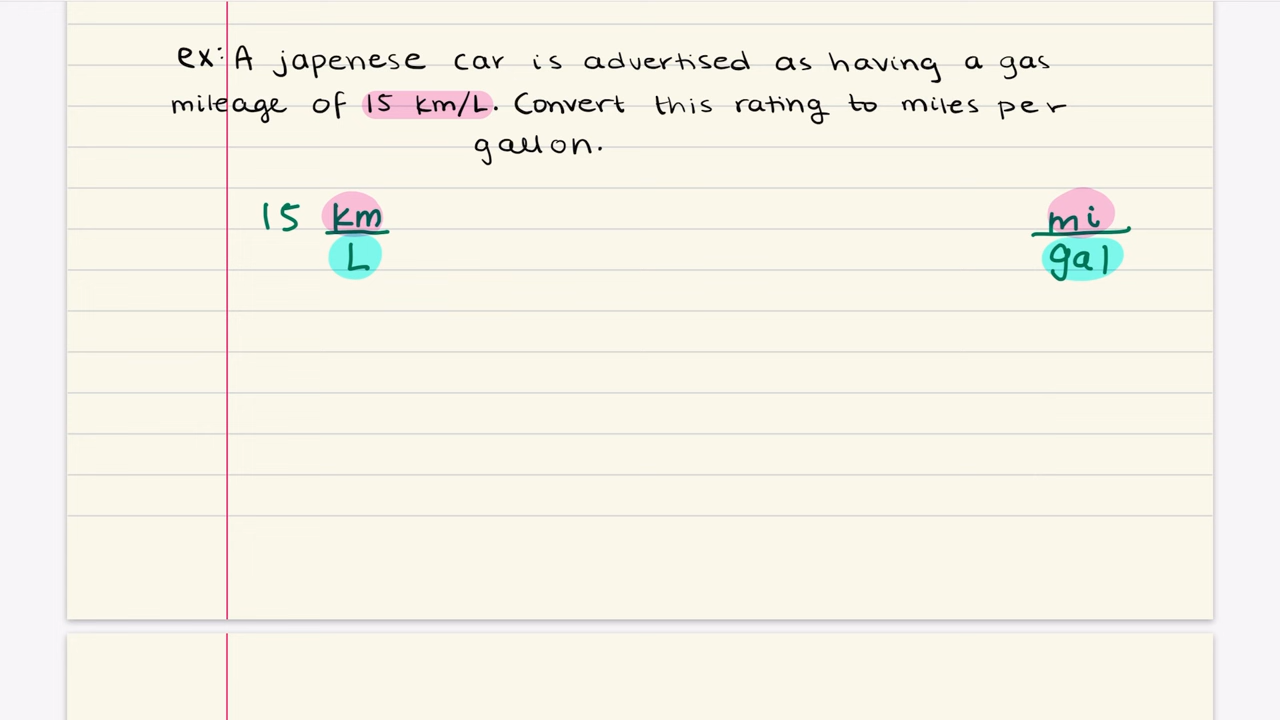 ex: A japenese car is advertised as having a gas
mileage of 15 km/L. Convert this rating to miles per
gallon.
15 km/L mi/gal